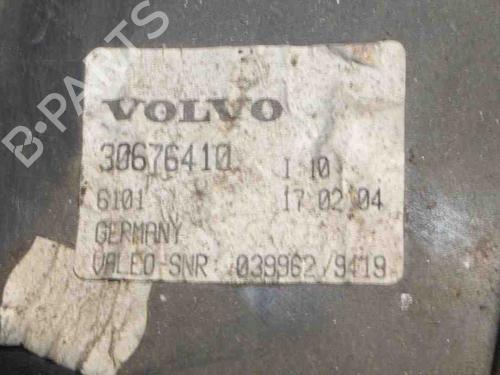 B-PARTS
VOLVO
30676410 I 10
6101 17 02 04
GERMANY
VALEO-SNR: 039962/9419